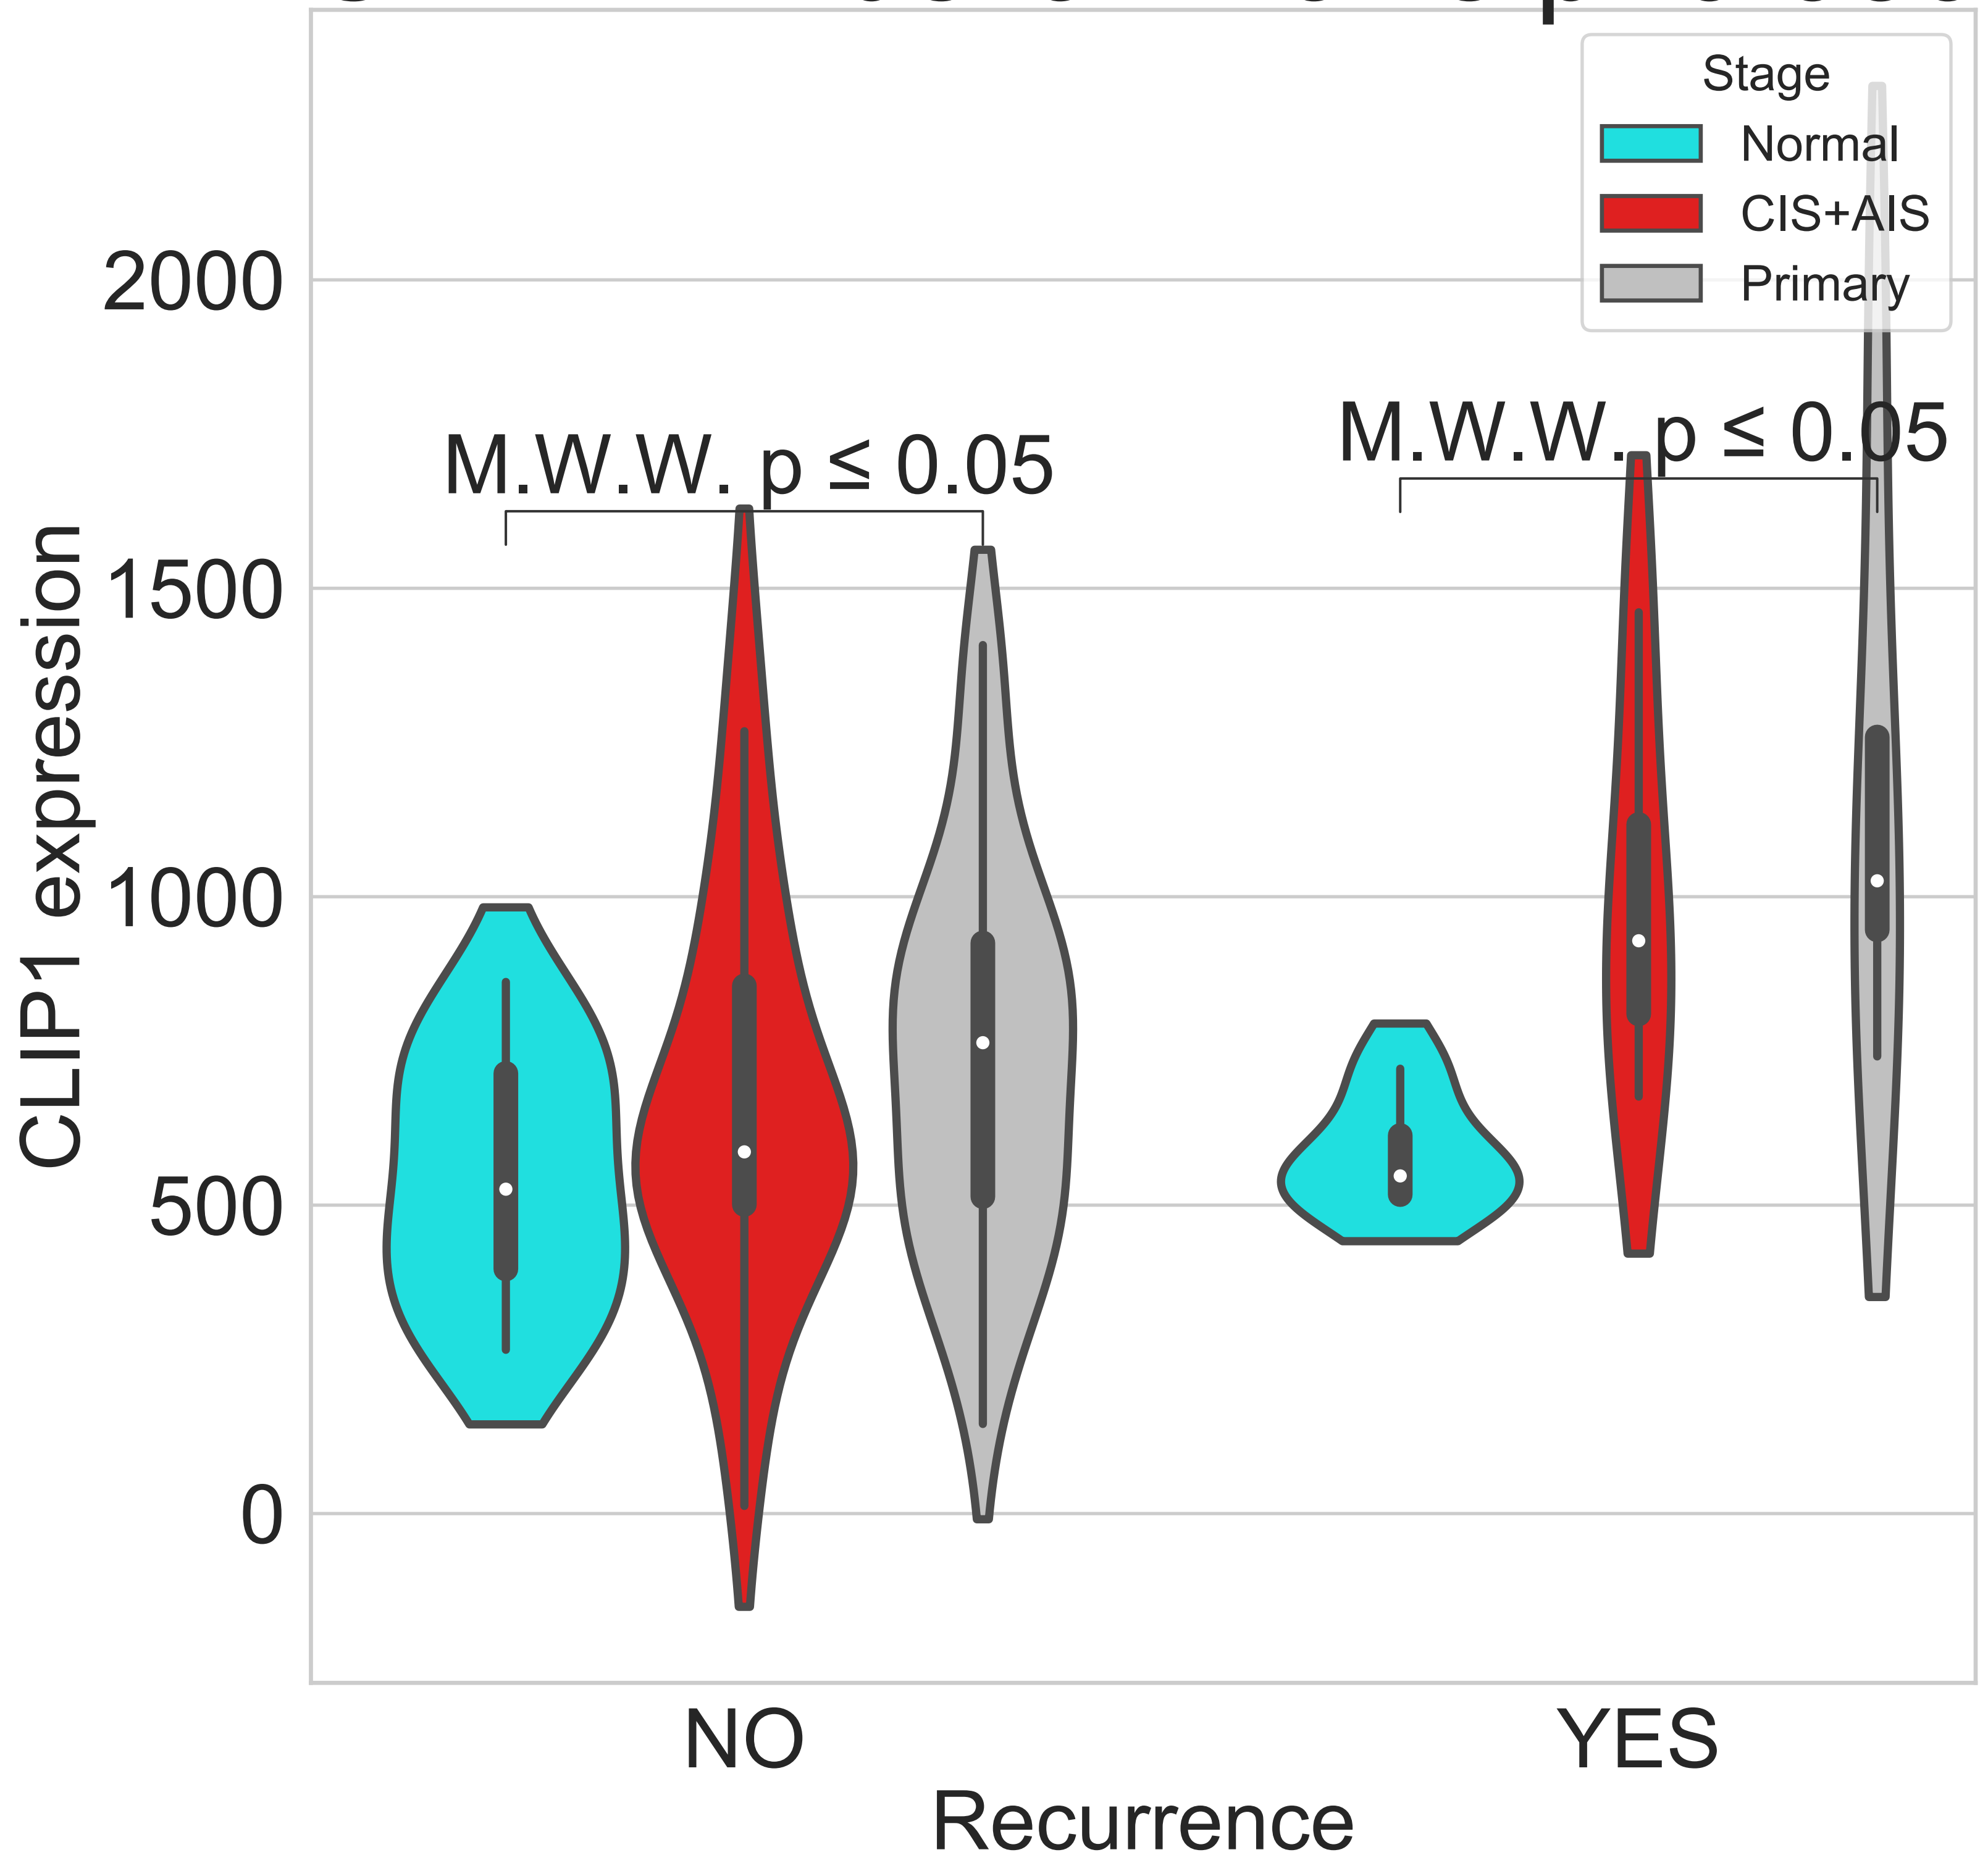 Stage
Normal
CIS+AIS
Primary
M.W.W. p ≤ 0.05
M.W.W. p ≤ 0.05
2000
1500
1000
500
0
CLIP1 expression
NO
YES
Recurrence